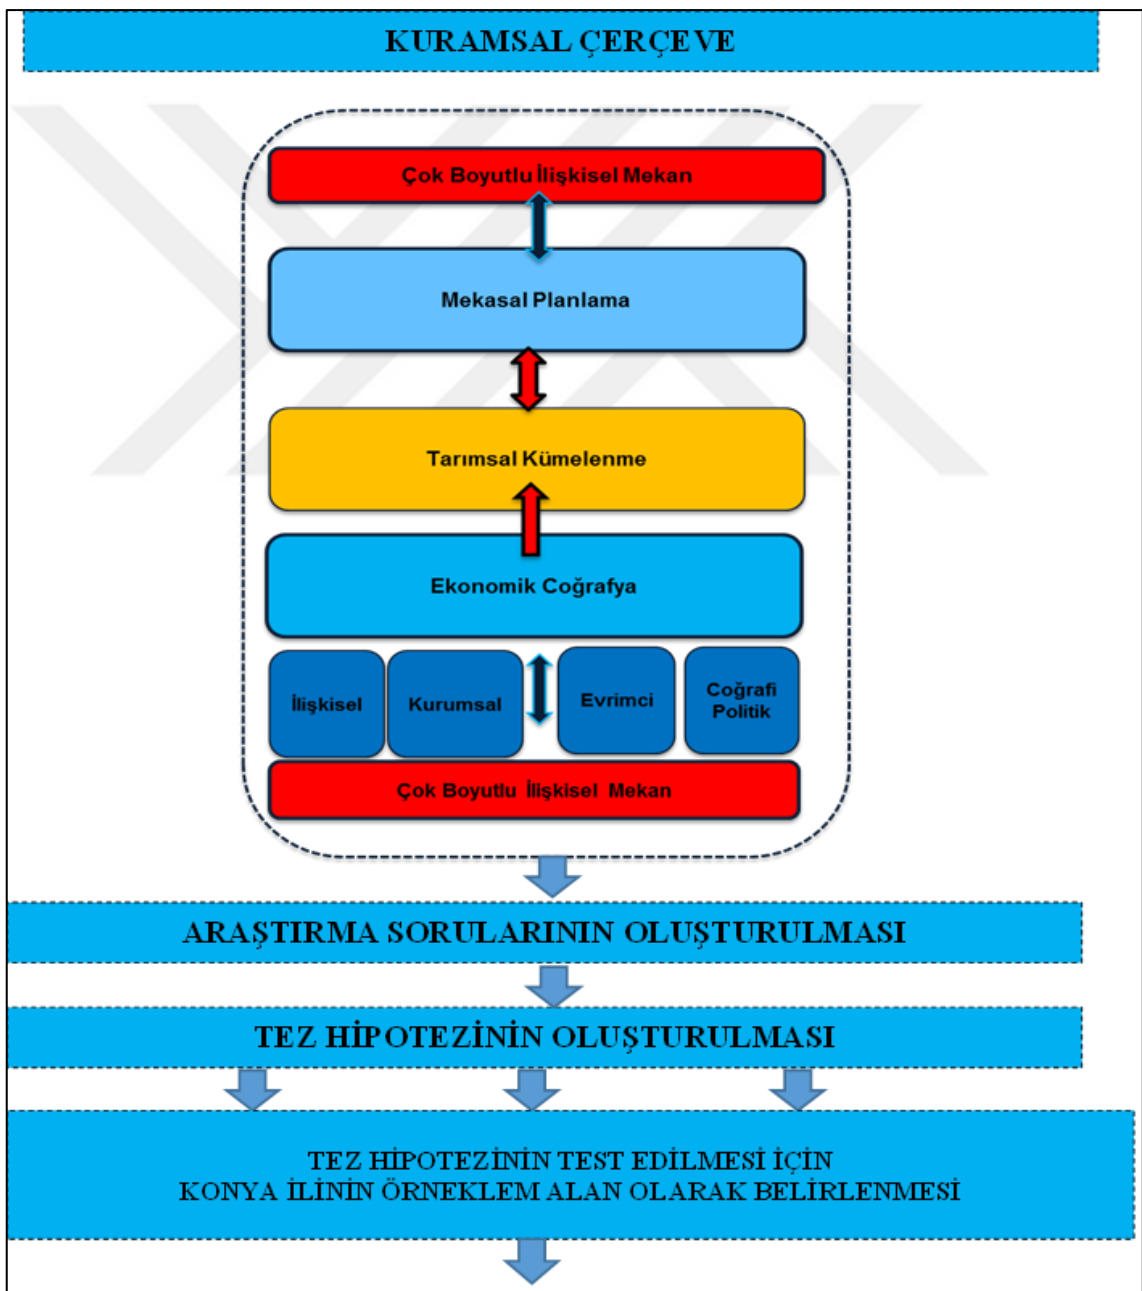 KURAMSAL ÇERÇEVE
Çok Boyutlu İlişkisel Mekan
Mekasal Planlama
Tarımsal Kümelenme
Ekonomik Coğrafya
İlişkisel
Kurumsal
Evrimci
Coğrafi
Politik
Çok Boyutlu İlişkisel Mekan
ARAŞTIRMA SORULARININ OLUŞTURULMASI
TEZ HİPOTEZİNİN OLUŞTURULMASI
TEZ HİPOTEZİNİN TEST EDİLMESİ İÇİN
KONYA İLİNİN ÖRNEKLEM ALAN OLARAK BELİRLENMESİ